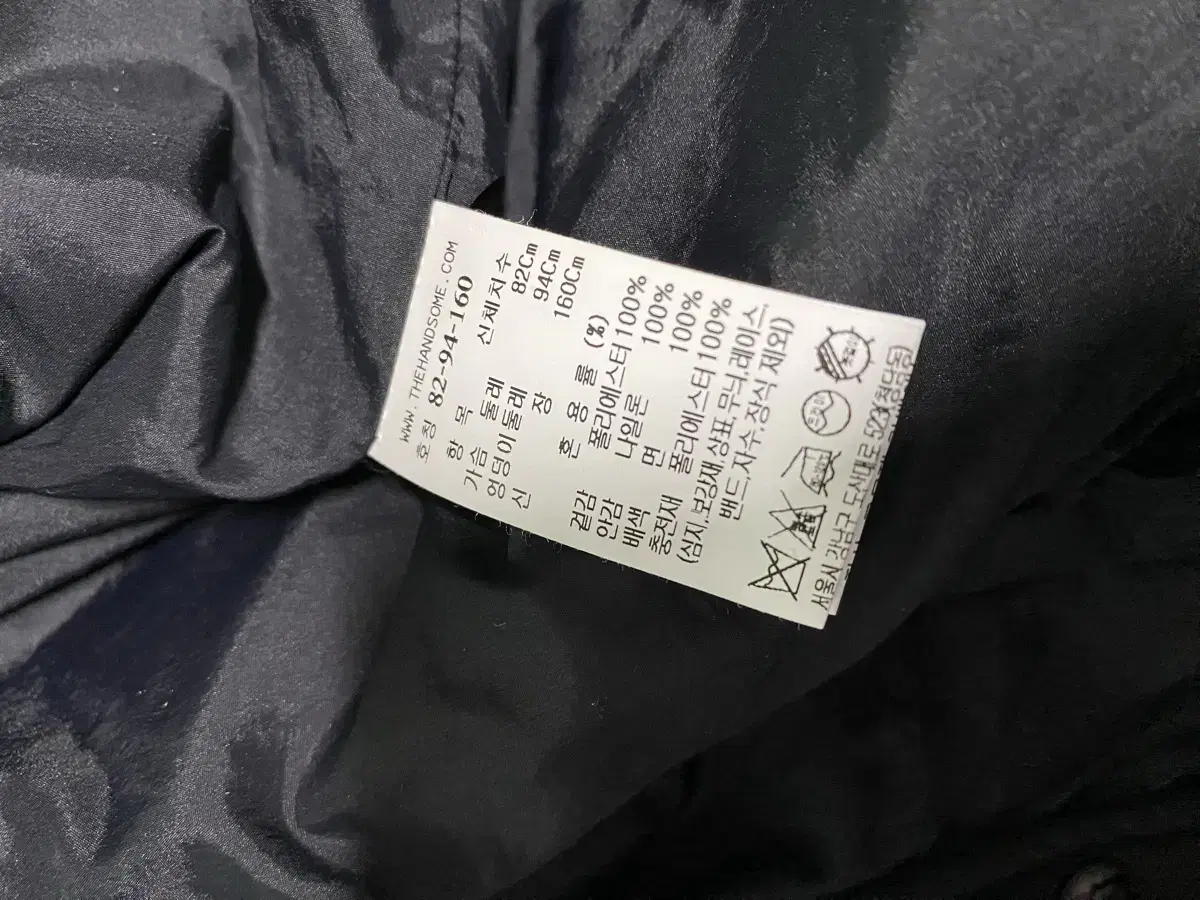 WWW.THEHANDSOME.COM
호칭 82-94-160
항 목 신체치수
가슴 둘레 82Cm
엉덩이둘레 94Cm
신 장 160Cm
혼 용 율 (%)
겉감 폴리에스터100%
안감 나일론 100%
배색 면 100%
충전재 폴리에스터100%
(심지,보강재,상표,무늬,레이스,
밴드,자수,장식 제외)
서울시 강남구 도산대로 523(청담동)